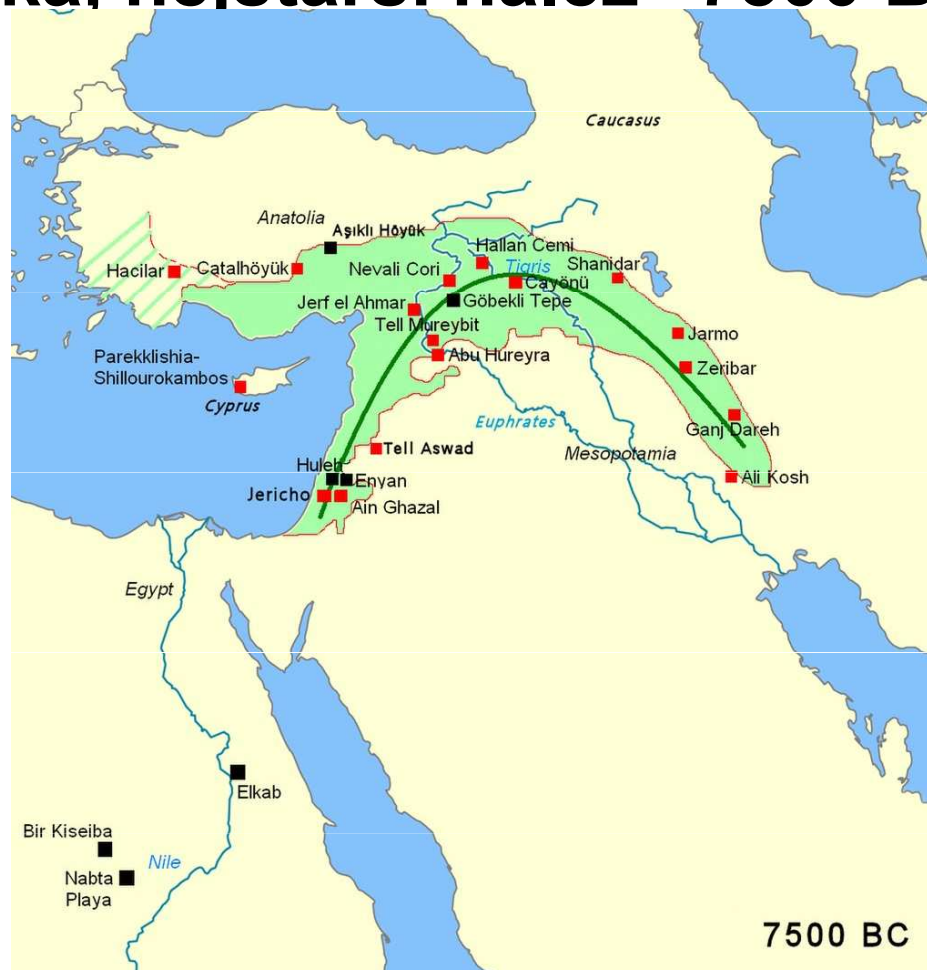 Caucasus
Anatolia
Aşıklı Höyük
Hallan Cemi
Hacilar
Catalhöyük
Nevali Cori
Tigris
Shanidar
Cayönü
Jerf el Ahmar
Göbekli Tepe
Tell Mureybit
Jarmo
Abu Hureyra
Parekklishia-
Shillourokambos
Zeribar
Cyprus
Euphrates
Ganj Dareh
Tell Aswad
Mesopotamia
Huleh
Enyan
Ali Kosh
Jericho
Ain Ghazal
Egypt
Elkab
Bir Kiseiba
Nile
Nabta
Playa
7500 BC